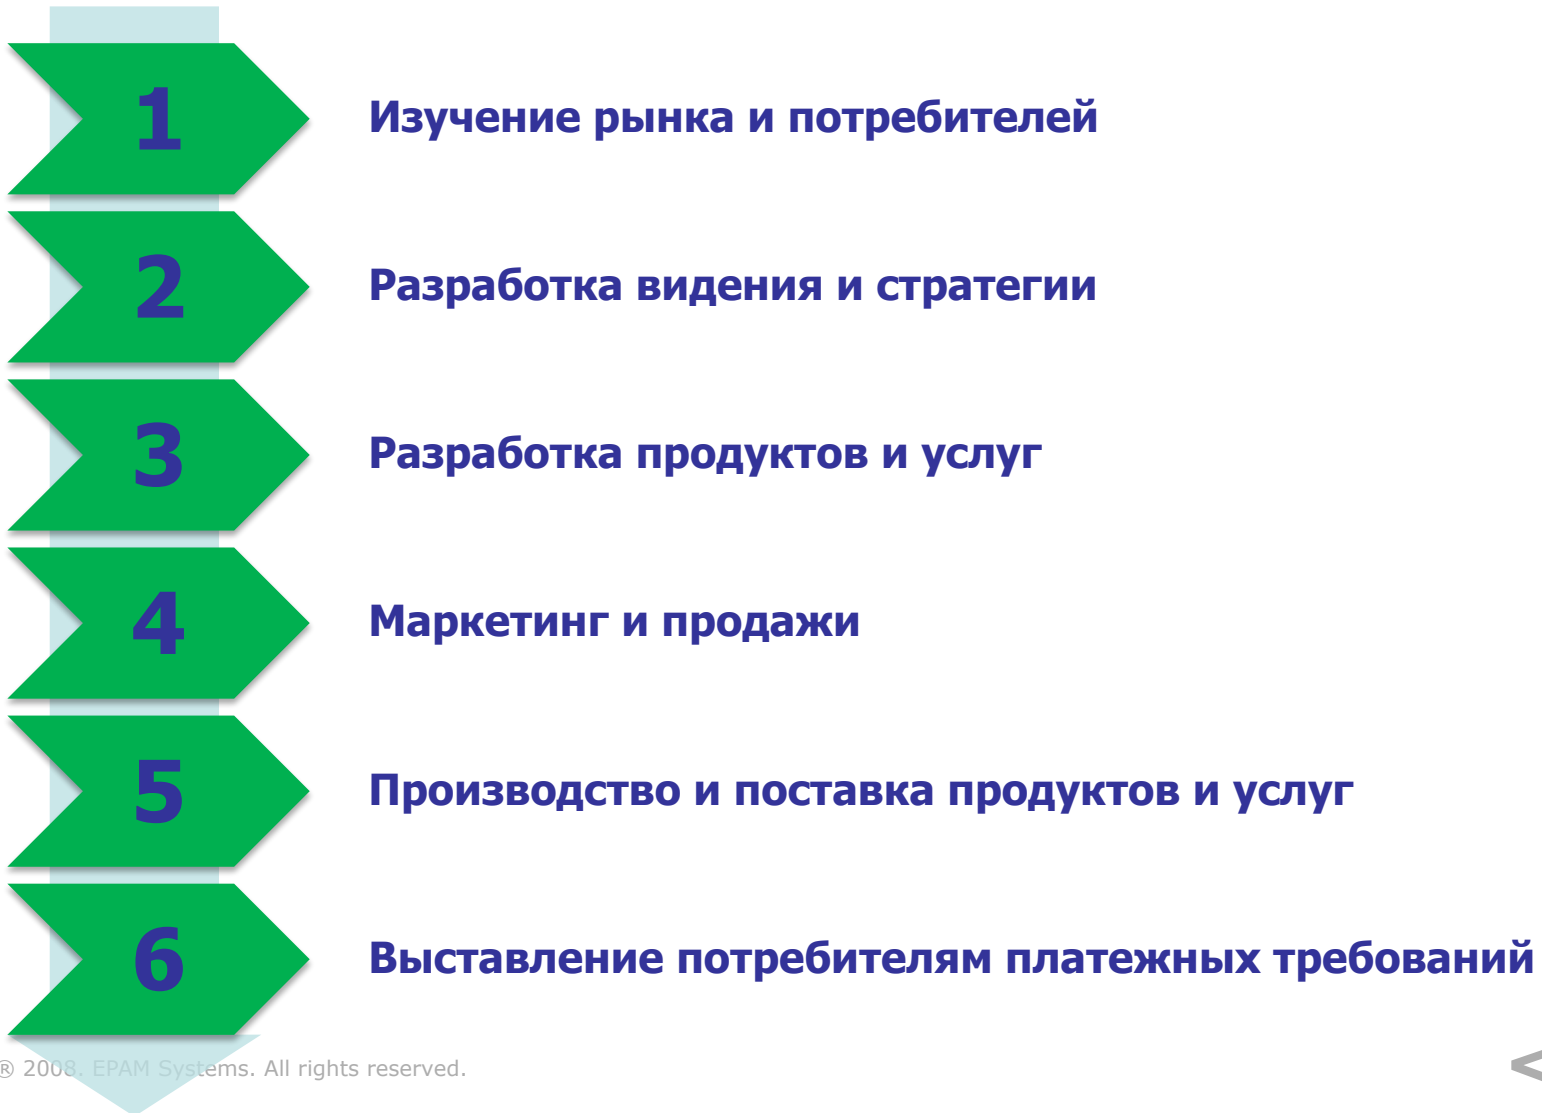 1
Изучение рынка и потребителей
2
Разработка видения и стратегии
3
Разработка продуктов и услуг
4
Маркетинг и продажи
5
Производство и поставка продуктов и услуг
6
Выставление потребителям платежных требований
® 2008. EPAM Systems. All rights reserved.
<